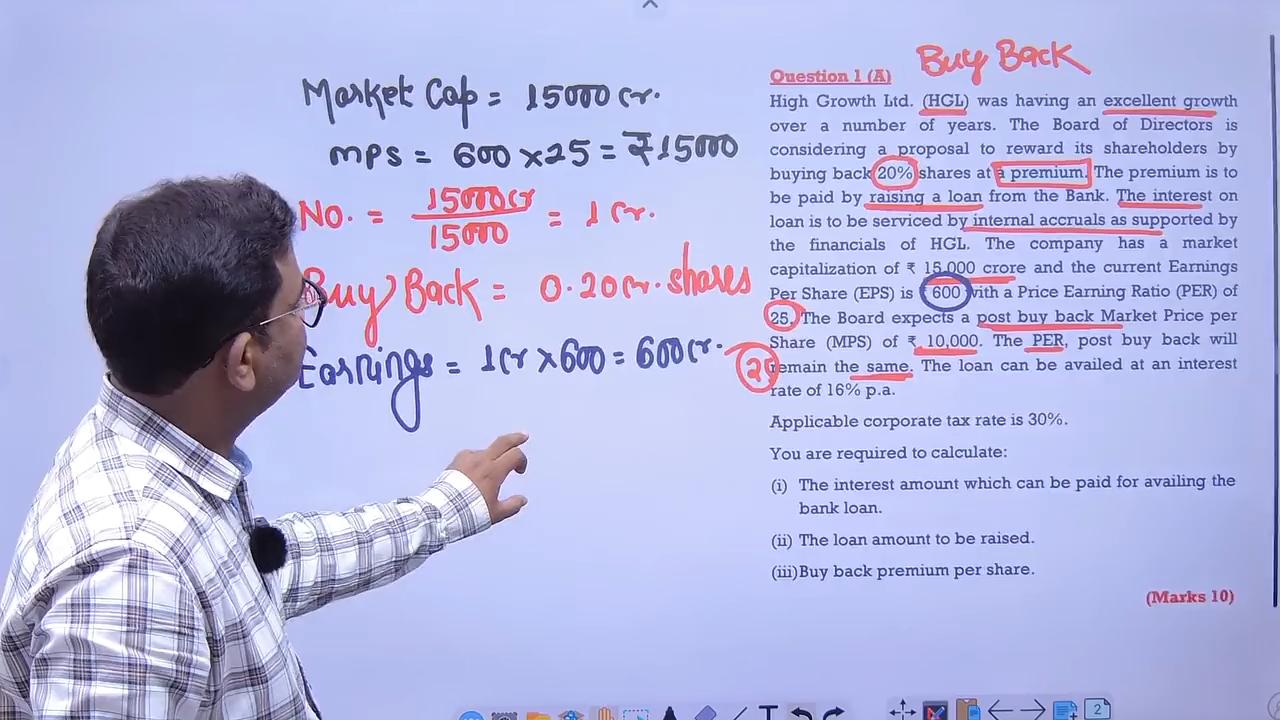 Market Cap = 15000 cr.
MPS = 600 × 25 = ₹15000
No. = 15000cr / 15000 = 1 cr.
Buy Back = 0.20 cr. shares
Earnings = 1cr × 600 = 600 cr.
Buy Back
Question 1 (A)
High Growth Ltd. (HGL) was having an excellent growth
over a number of years. The Board of Directors is
considering a proposal to reward its shareholders by
buying back 20% shares at a premium. The premium is to
be paid by raising a loan from the Bank. The interest on
loan is to be serviced by internal accruals as supported by
the financials of HGL. The company has a market
capitalization of ₹ 15,000 crore and the current Earnings
Per Share (EPS) is 600 with a Price Earning Ratio (PER) of
25. The Board expects a post buy back Market Price per
Share (MPS) of ₹ 10,000. The PER, post buy back will
remain the same. The loan can be availed at an interest
rate of 16% p.a.
Applicable corporate tax rate is 30%.
You are required to calculate:
(i) The interest amount which can be paid for availing the
bank loan.
(ii) The loan amount to be raised.
(iii)Buy back premium per share.
(Marks 10)
2